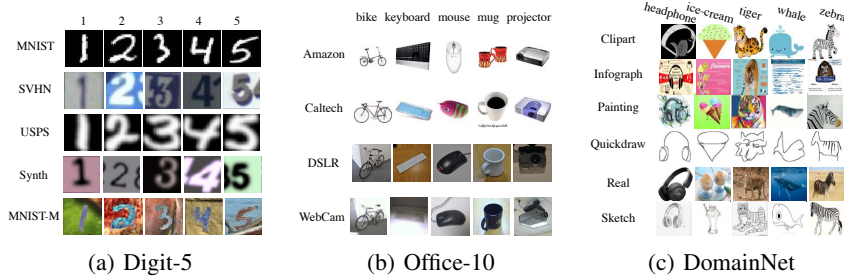 1 2 3 4 5
MNIST
SVHN
USPS
Synth
MNIST-M
(a) Digit-5
bike keyboard mouse mug projector
Amazon
Caltech
DSLR
WebCam
(b) Office-10
headphone ice-cream tiger whale zebra
Clipart
Infograph
Painting
Quickdraw
Real
Sketch
(c) DomainNet